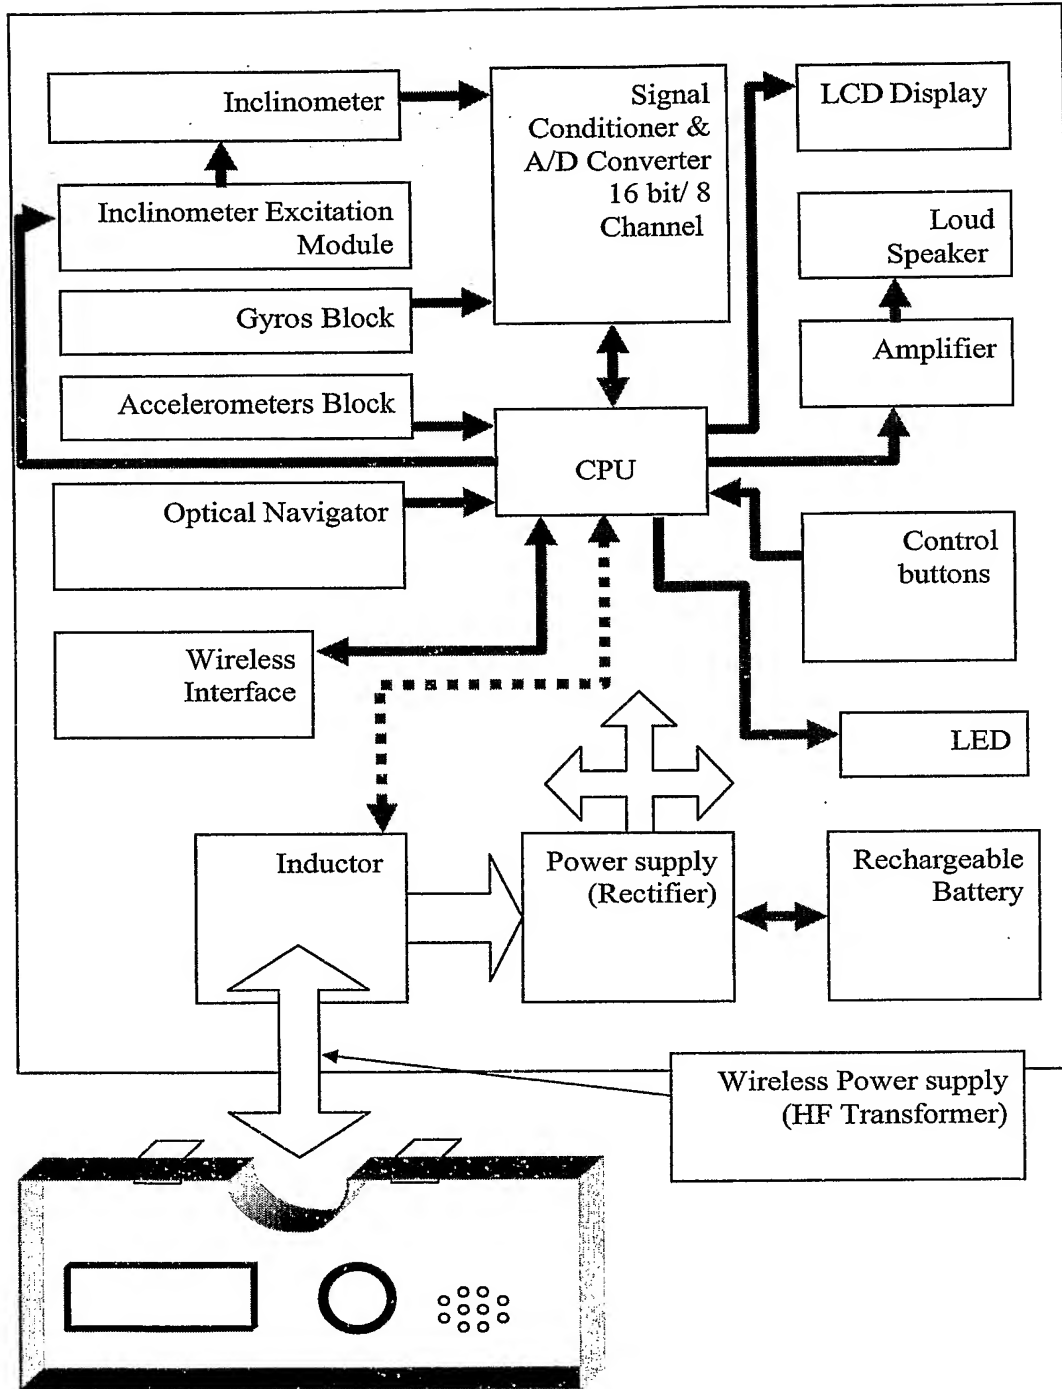 Inclinometer
Signal
Conditioner &
A/D Converter
16 bit/ 8
Channel
LCD Display
Inclinometer Excitation
Module
Loud
Speaker
Gyros Block
Amplifier
Accelerometers Block
CPU
Optical Navigator
Control
buttons
Wireless
Interface
LED
Inductor
Power supply
(Rectifier)
Rechargeable
Battery
Wireless Power supply
(HF Transformer)